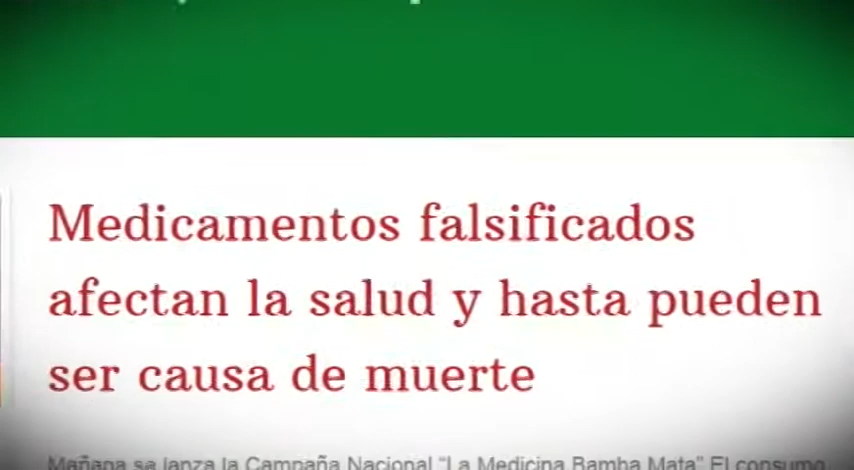 Medicamentos falsificados
afectan la salud y hasta pueden
ser causa de muerte
Mañana se lanza la Campaña Nacional "La Medicina Bamba Mata" El consumo